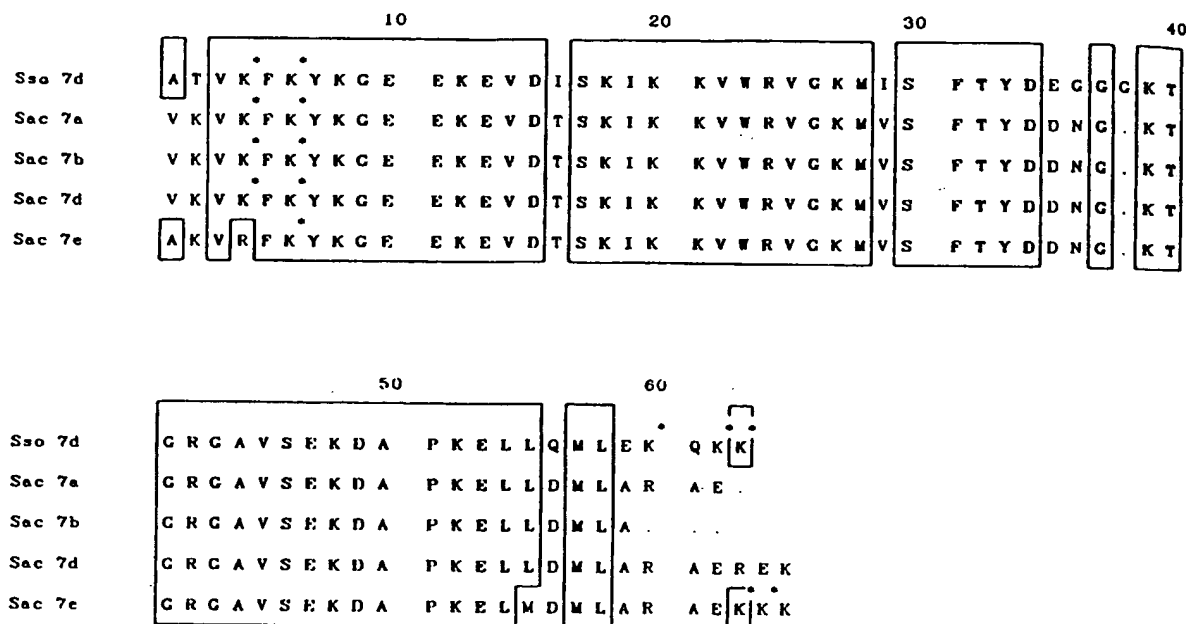 10 20 30 40
Sso 7d A T V K F K Y K G E E K E V D I S K I K K V W R V G K M I S F T Y D E G G G K T
Sac 7a V K V K F K Y K G E E K E V D T S K I K K V W R V G K M V S F T Y D D N G . K T
Sac 7b V K V K F K Y K G E E K E V D T S K I K K V W R V G K M V S F T Y D D N G . K T
Sac 7d V K V K F K Y K G E E K E V D T S K I K K V W R V G K M V S F T Y D D N G . K T
Sac 7e A K V R F K Y K G E E K E V D T S K I K K V W R V G K M V S F T Y D D N G . K T
50 60
Sso 7d G R G A V S E K D A P K E L L Q M L E K Q K K
Sac 7a G R G A V S E K D A P K E L L D M L A R A E .
Sac 7b G R G A V S E K D A P K E L L D M L A . . .
Sac 7d G R G A V S E K D A P K E L L D M L A R A E R E K
Sac 7e G R G A V S E K D A P K E L M D M L A R A E K K K